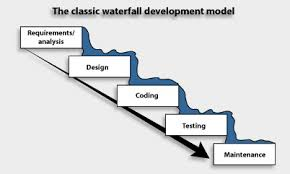 The classic waterfall development model
Requirements/
analysis
Design
Coding
Testing
Maintenance